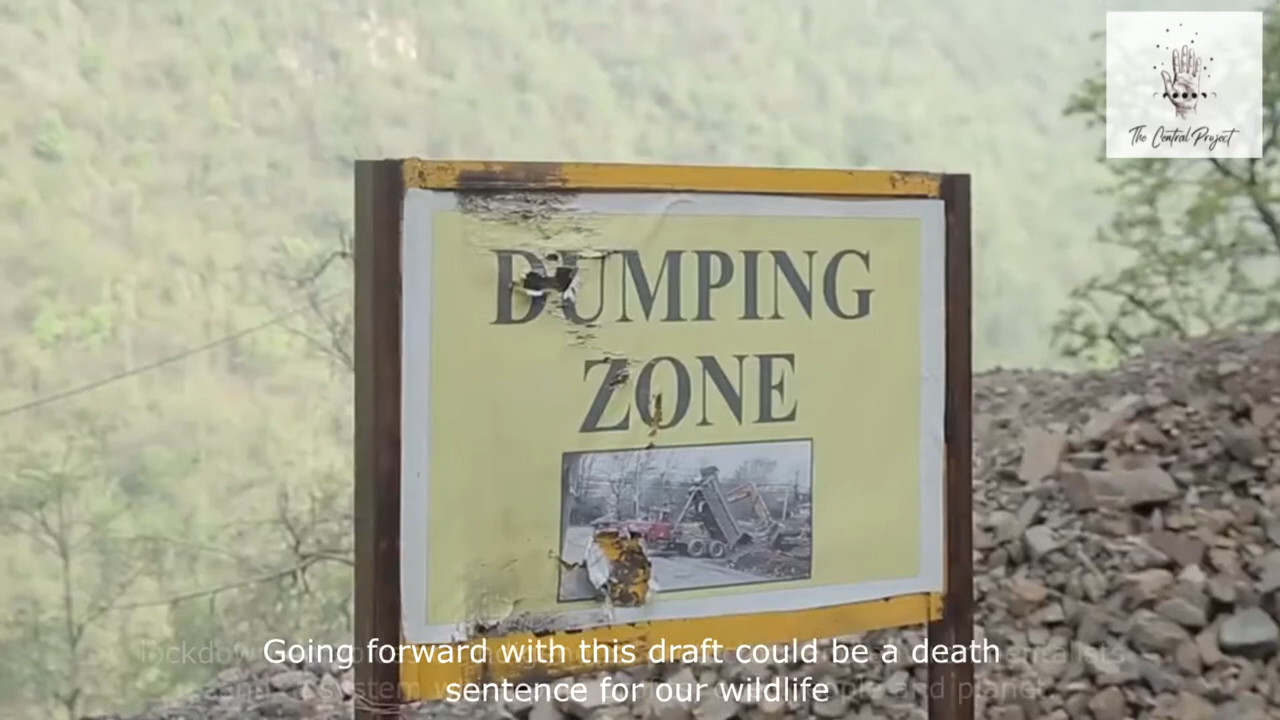 The Central Project
DUMPING
ZONE
Going forward with this draft could be a death
sentence for our wildlife